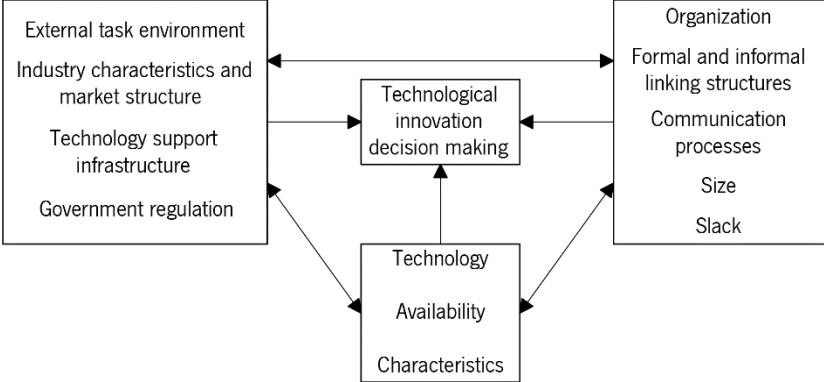 External task environment
Industry characteristics and
market structure
Technology support
infrastructure
Government regulation
Technological
innovation
decision making
Organization
Formal and informal
linking structures
Communication
processes
Size
Slack
Technology
Availability
Characteristics